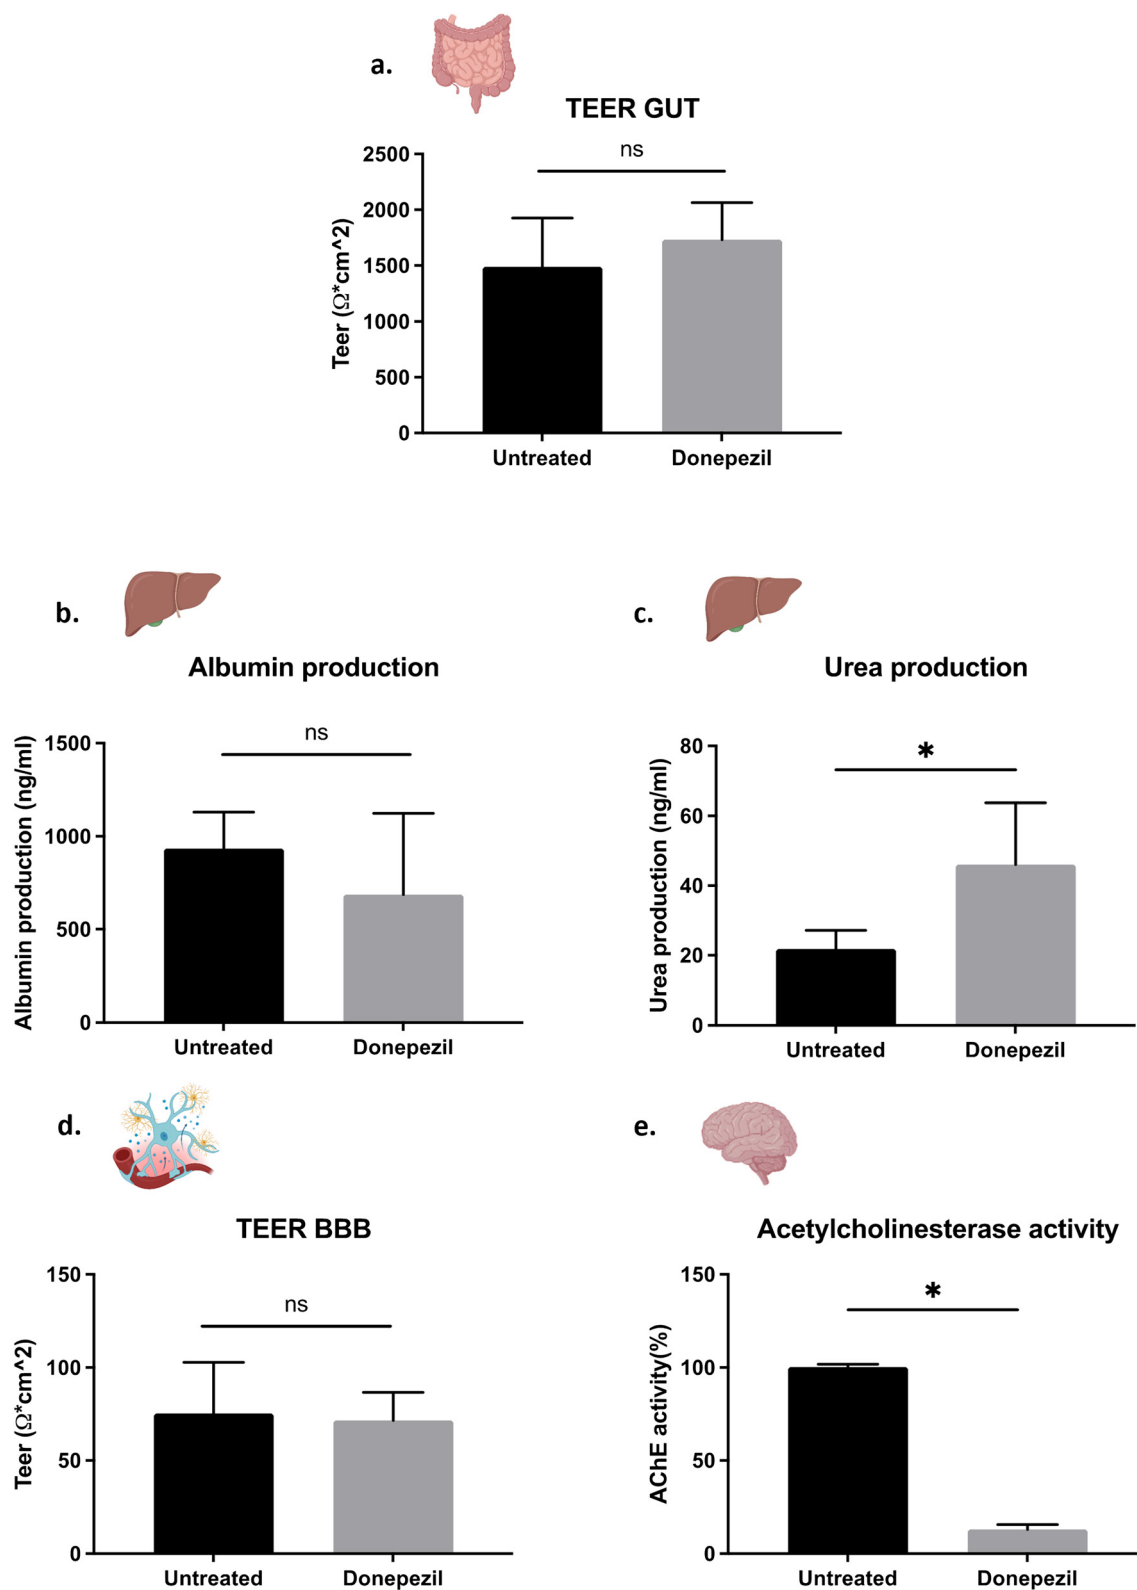 a.
TEER GUT
ns
Teer (Ω*cm^2)
2500
2000
1500
1000
500
0
Untreated Donepezil
b.
Albumin production
ns
Albumin production (ng/ml)
1500
1000
500
0
Untreated Donepezil
c.
Urea production
*
Urea production (ng/ml)
80
60
40
20
0
Untreated Donepezil
d.
TEER BBB
ns
Teer (Ω*cm^2)
150
100
50
0
Untreated Donepezil
e.
Acetylcholinesterase activity
*
AChE activity(%)
150
100
50
0
Untreated Donepezil